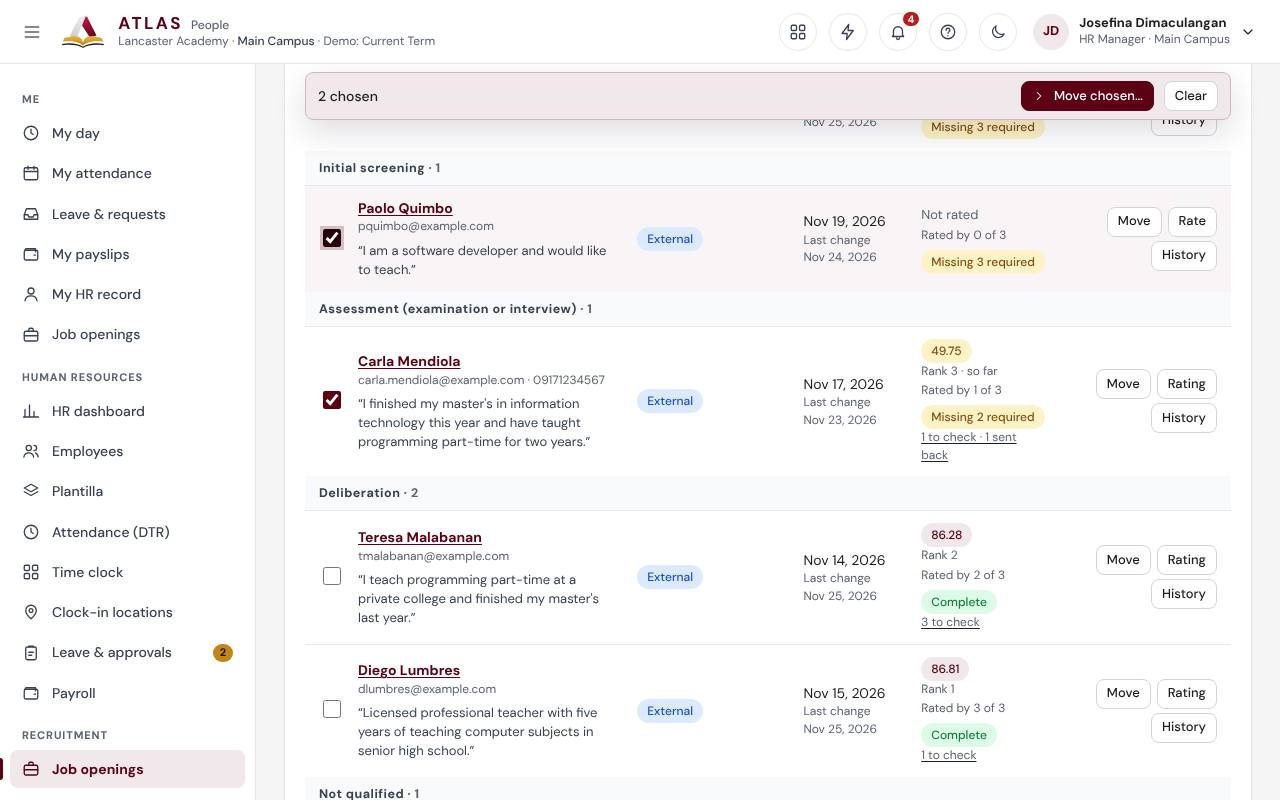 ATLAS People
Lancaster Academy · Main Campus · Demo: Current Term
4
JD
Josefina Dimaculangan
HR Manager · Main Campus
ME
My day
My attendance
Leave & requests
My payslips
My HR record
Job openings
HUMAN RESOURCES
HR dashboard
Employees
Plantilla
Attendance (DTR)
Time clock
Clock-in locations
Leave & approvals 2
Payroll
RECRUITMENT
Job openings
2 chosen
Move chosen…
Clear
Nov 25, 2026
Missing 3 required
History
Initial screening · 1
Paolo Quimbo
pquimbo@example.com
“I am a software developer and would like
to teach.”
External
Nov 19, 2026
Last change
Nov 24, 2026
Not rated
Rated by 0 of 3
Missing 3 required
Move
Rate
History
Assessment (examination or interview) · 1
Carla Mendiola
carla.mendiola@example.com · 09171234567
“I finished my master's in information
technology this year and have taught
programming part-time for two years.”
External
Nov 17, 2026
Last change
Nov 23, 2026
49.75
Rank 3 · so far
Rated by 1 of 3
Missing 2 required
1 to check · 1 sent
back
Move
Rating
History
Deliberation · 2
Teresa Malabanan
tmalabanan@example.com
“I teach programming part-time at a
private college and finished my master's
last year.”
External
Nov 14, 2026
Last change
Nov 25, 2026
86.28
Rank 2
Rated by 2 of 3
Complete
3 to check
Move
Rating
History
Diego Lumbres
dlumbres@example.com
“Licensed professional teacher with five
years of teaching computer subjects in
senior high school.”
External
Nov 15, 2026
Last change
Nov 25, 2026
86.81
Rank 1
Rated by 3 of 3
Complete
1 to check
Move
Rating
History
Not qualified · 1